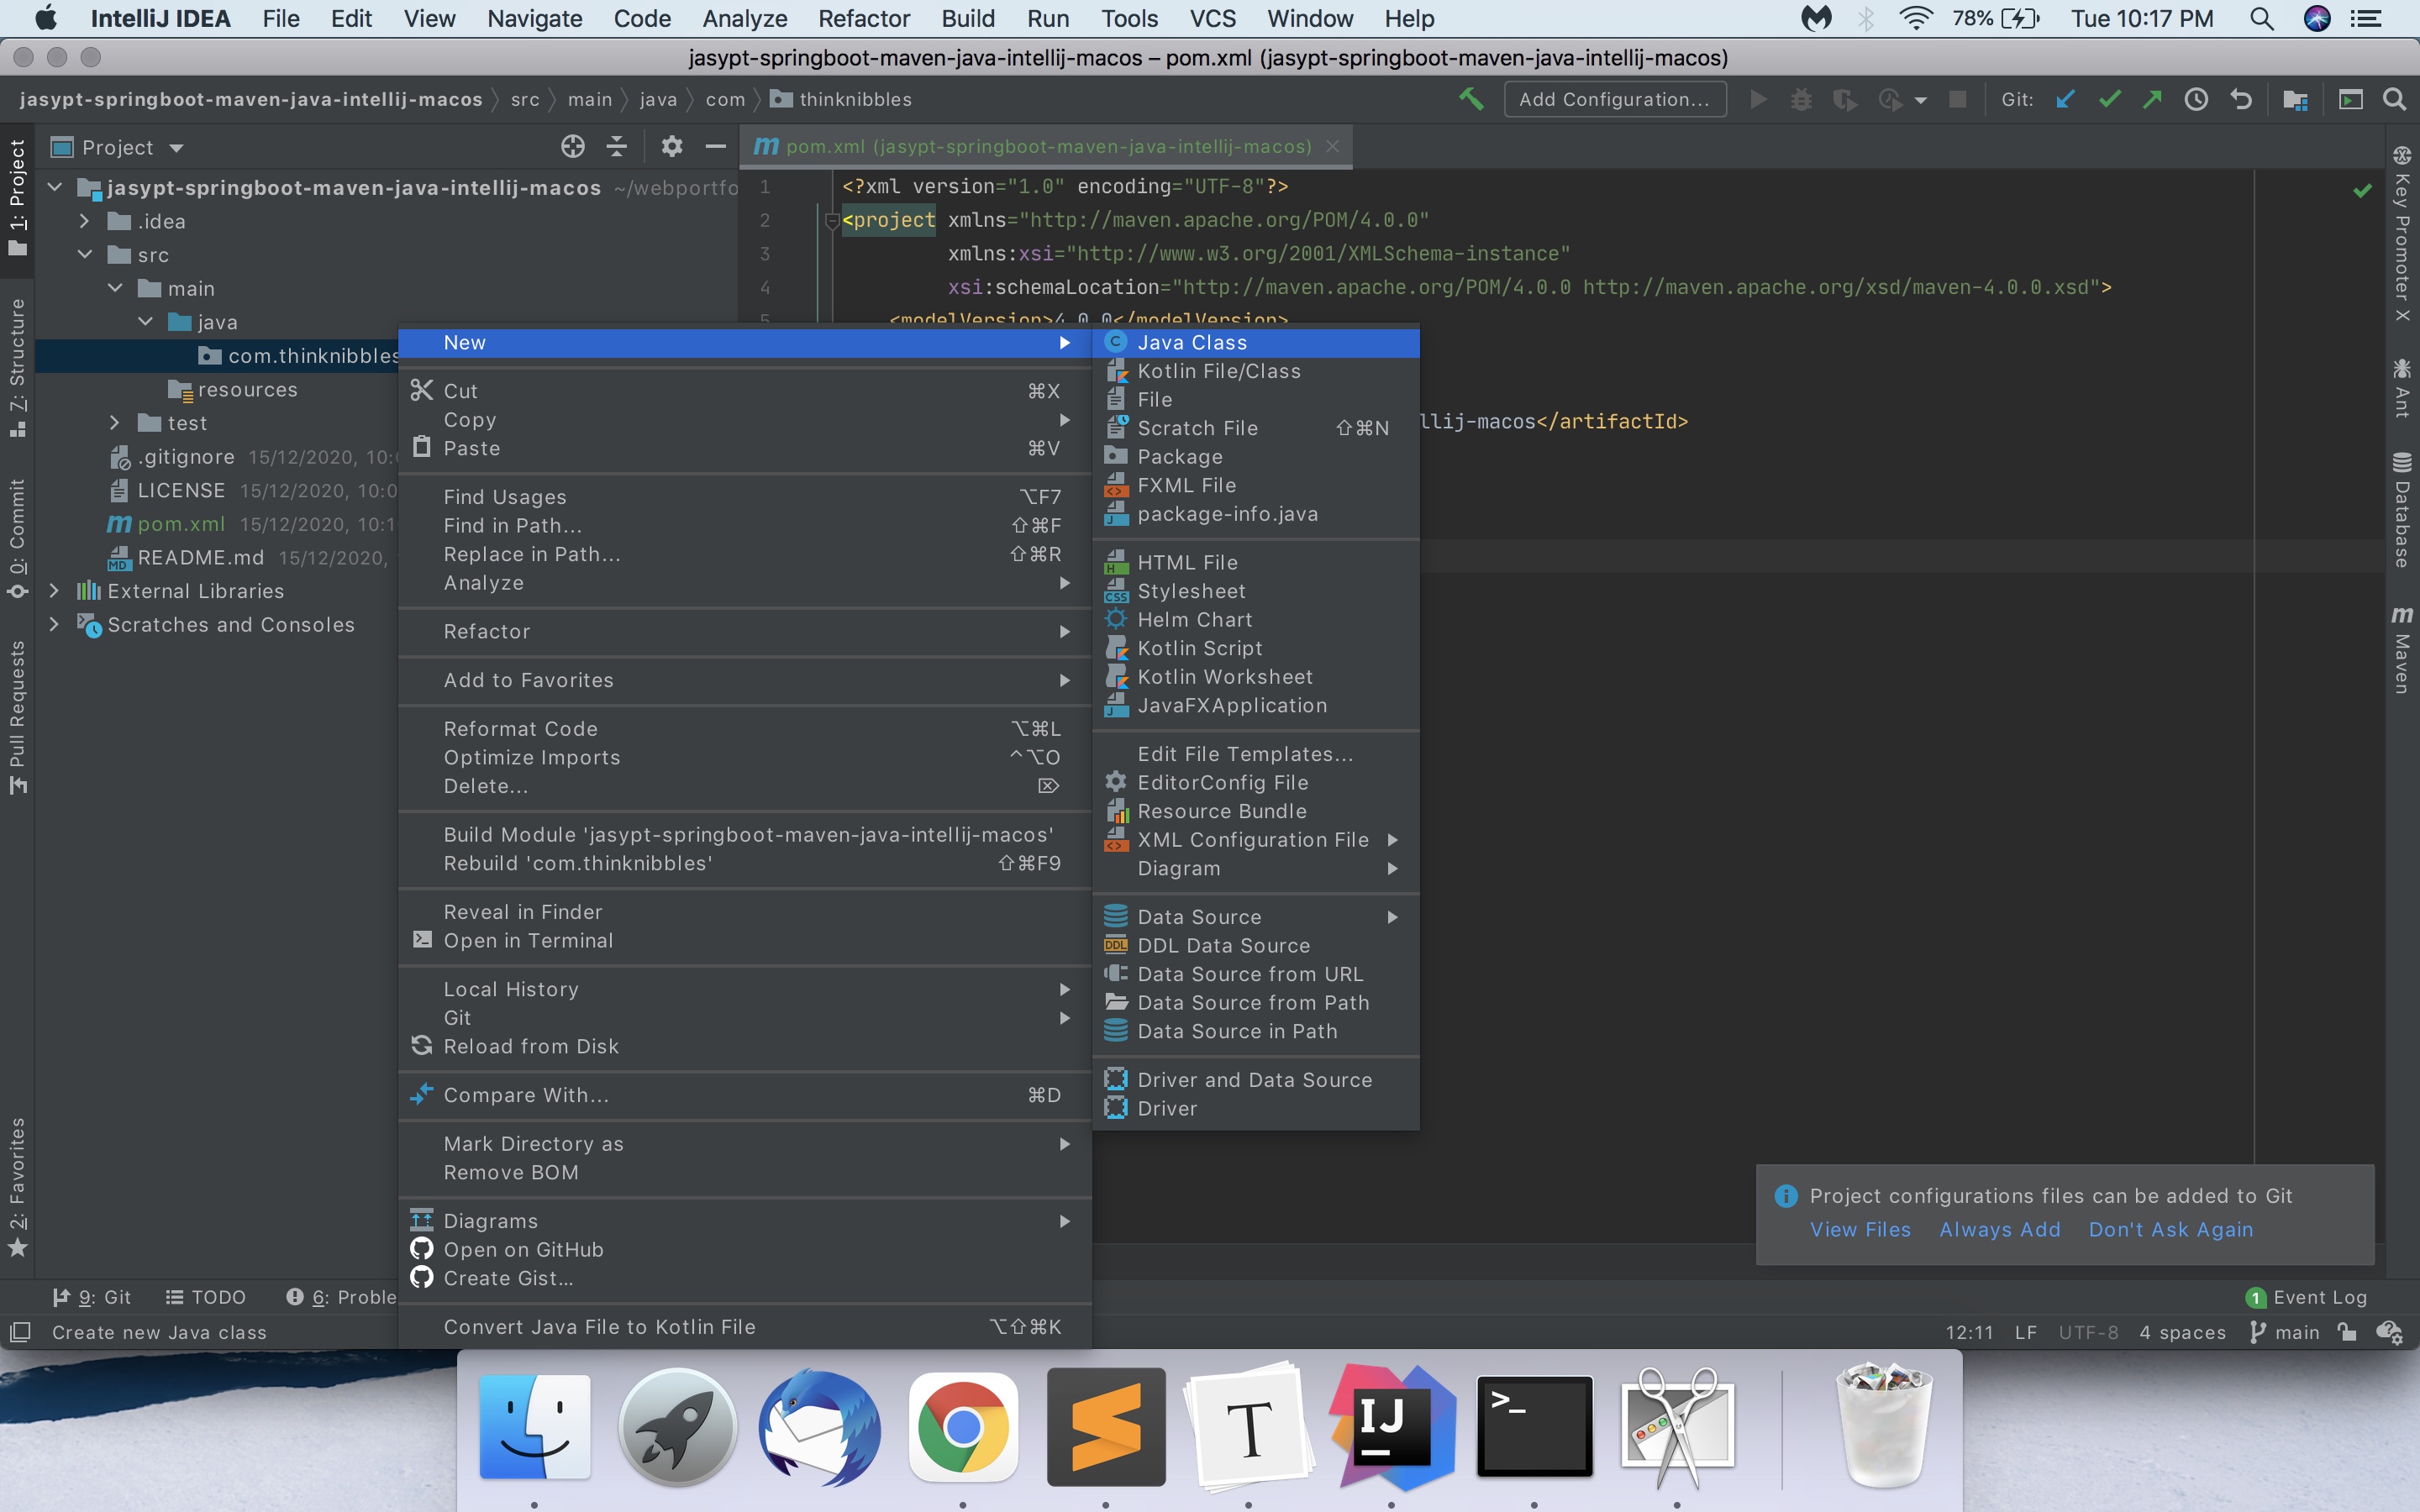 IntelliJ IDEA File Edit View Navigate Code Analyze Refactor Build Run Tools VCS Window Help 78% Tue 10:17 PM
jasypt-springboot-maven-java-intellij-macos – pom.xml (jasypt-springboot-maven-java-intellij-macos)
jasypt-springboot-maven-java-intellij-macos src main java com thinknibbles Add Configuration... Git:
Project
pom.xml (jasypt-springboot-maven-java-intellij-macos)
1: Project
Z: Structure
0: Commit
Pull Requests
2: Favorites
jasypt-springboot-maven-java-intellij-macos ~/webportfo
.idea
src
main
java
com.thinknibbles
resources
test
.gitignore 15/12/2020, 10:0
LICENSE 15/12/2020, 10:0
pom.xml 15/12/2020, 10:1
README.md 15/12/2020,
External Libraries
Scratches and Consoles
1 <?xml version="1.0" encoding="UTF-8"?>
2 <project xmlns="http://maven.apache.org/POM/4.0.0"
3 xmlns:xsi="http://www.w3.org/2001/XMLSchema-instance"
4 xsi:schemaLocation="http://maven.apache.org/POM/4.0.0 http://maven.apache.org/xsd/maven-4.0.0.xsd">
5 <modelVersion>4.0.0</modelVersion>
llij-macos</artifactId>
New
Cut ⌘X
Copy
Paste ⌘V
Find Usages ⌥F7
Find in Path... ⇧⌘F
Replace in Path... ⇧⌘R
Analyze
Refactor
Add to Favorites
Reformat Code ⌥⌘L
Optimize Imports ^⌥O
Delete... ⌦
Build Module 'jasypt-springboot-maven-java-intellij-macos'
Rebuild 'com.thinknibbles' ⇧⌘F9
Reveal in Finder
Open in Terminal
Local History
Git
Reload from Disk
Compare With... ⌘D
Mark Directory as
Remove BOM
Diagrams
Open on GitHub
Create Gist...
Convert Java File to Kotlin File ⌥⇧⌘K
Java Class
Kotlin File/Class
File
Scratch File ⇧⌘N
Package
FXML File
package-info.java
HTML File
Stylesheet
Helm Chart
Kotlin Script
Kotlin Worksheet
JavaFXApplication
Edit File Templates...
EditorConfig File
Resource Bundle
XML Configuration File
Diagram
Data Source
DDL Data Source
Data Source from URL
Data Source from Path
Data Source in Path
Driver and Data Source
Driver
Key Promoter X
Ant
Database
Maven
Project configurations files can be added to Git
View Files Always Add Don't Ask Again
9: Git TODO 6: Proble 1 Event Log
Create new Java class 12:11 LF UTF-8 4 spaces main
T
IJ
>_